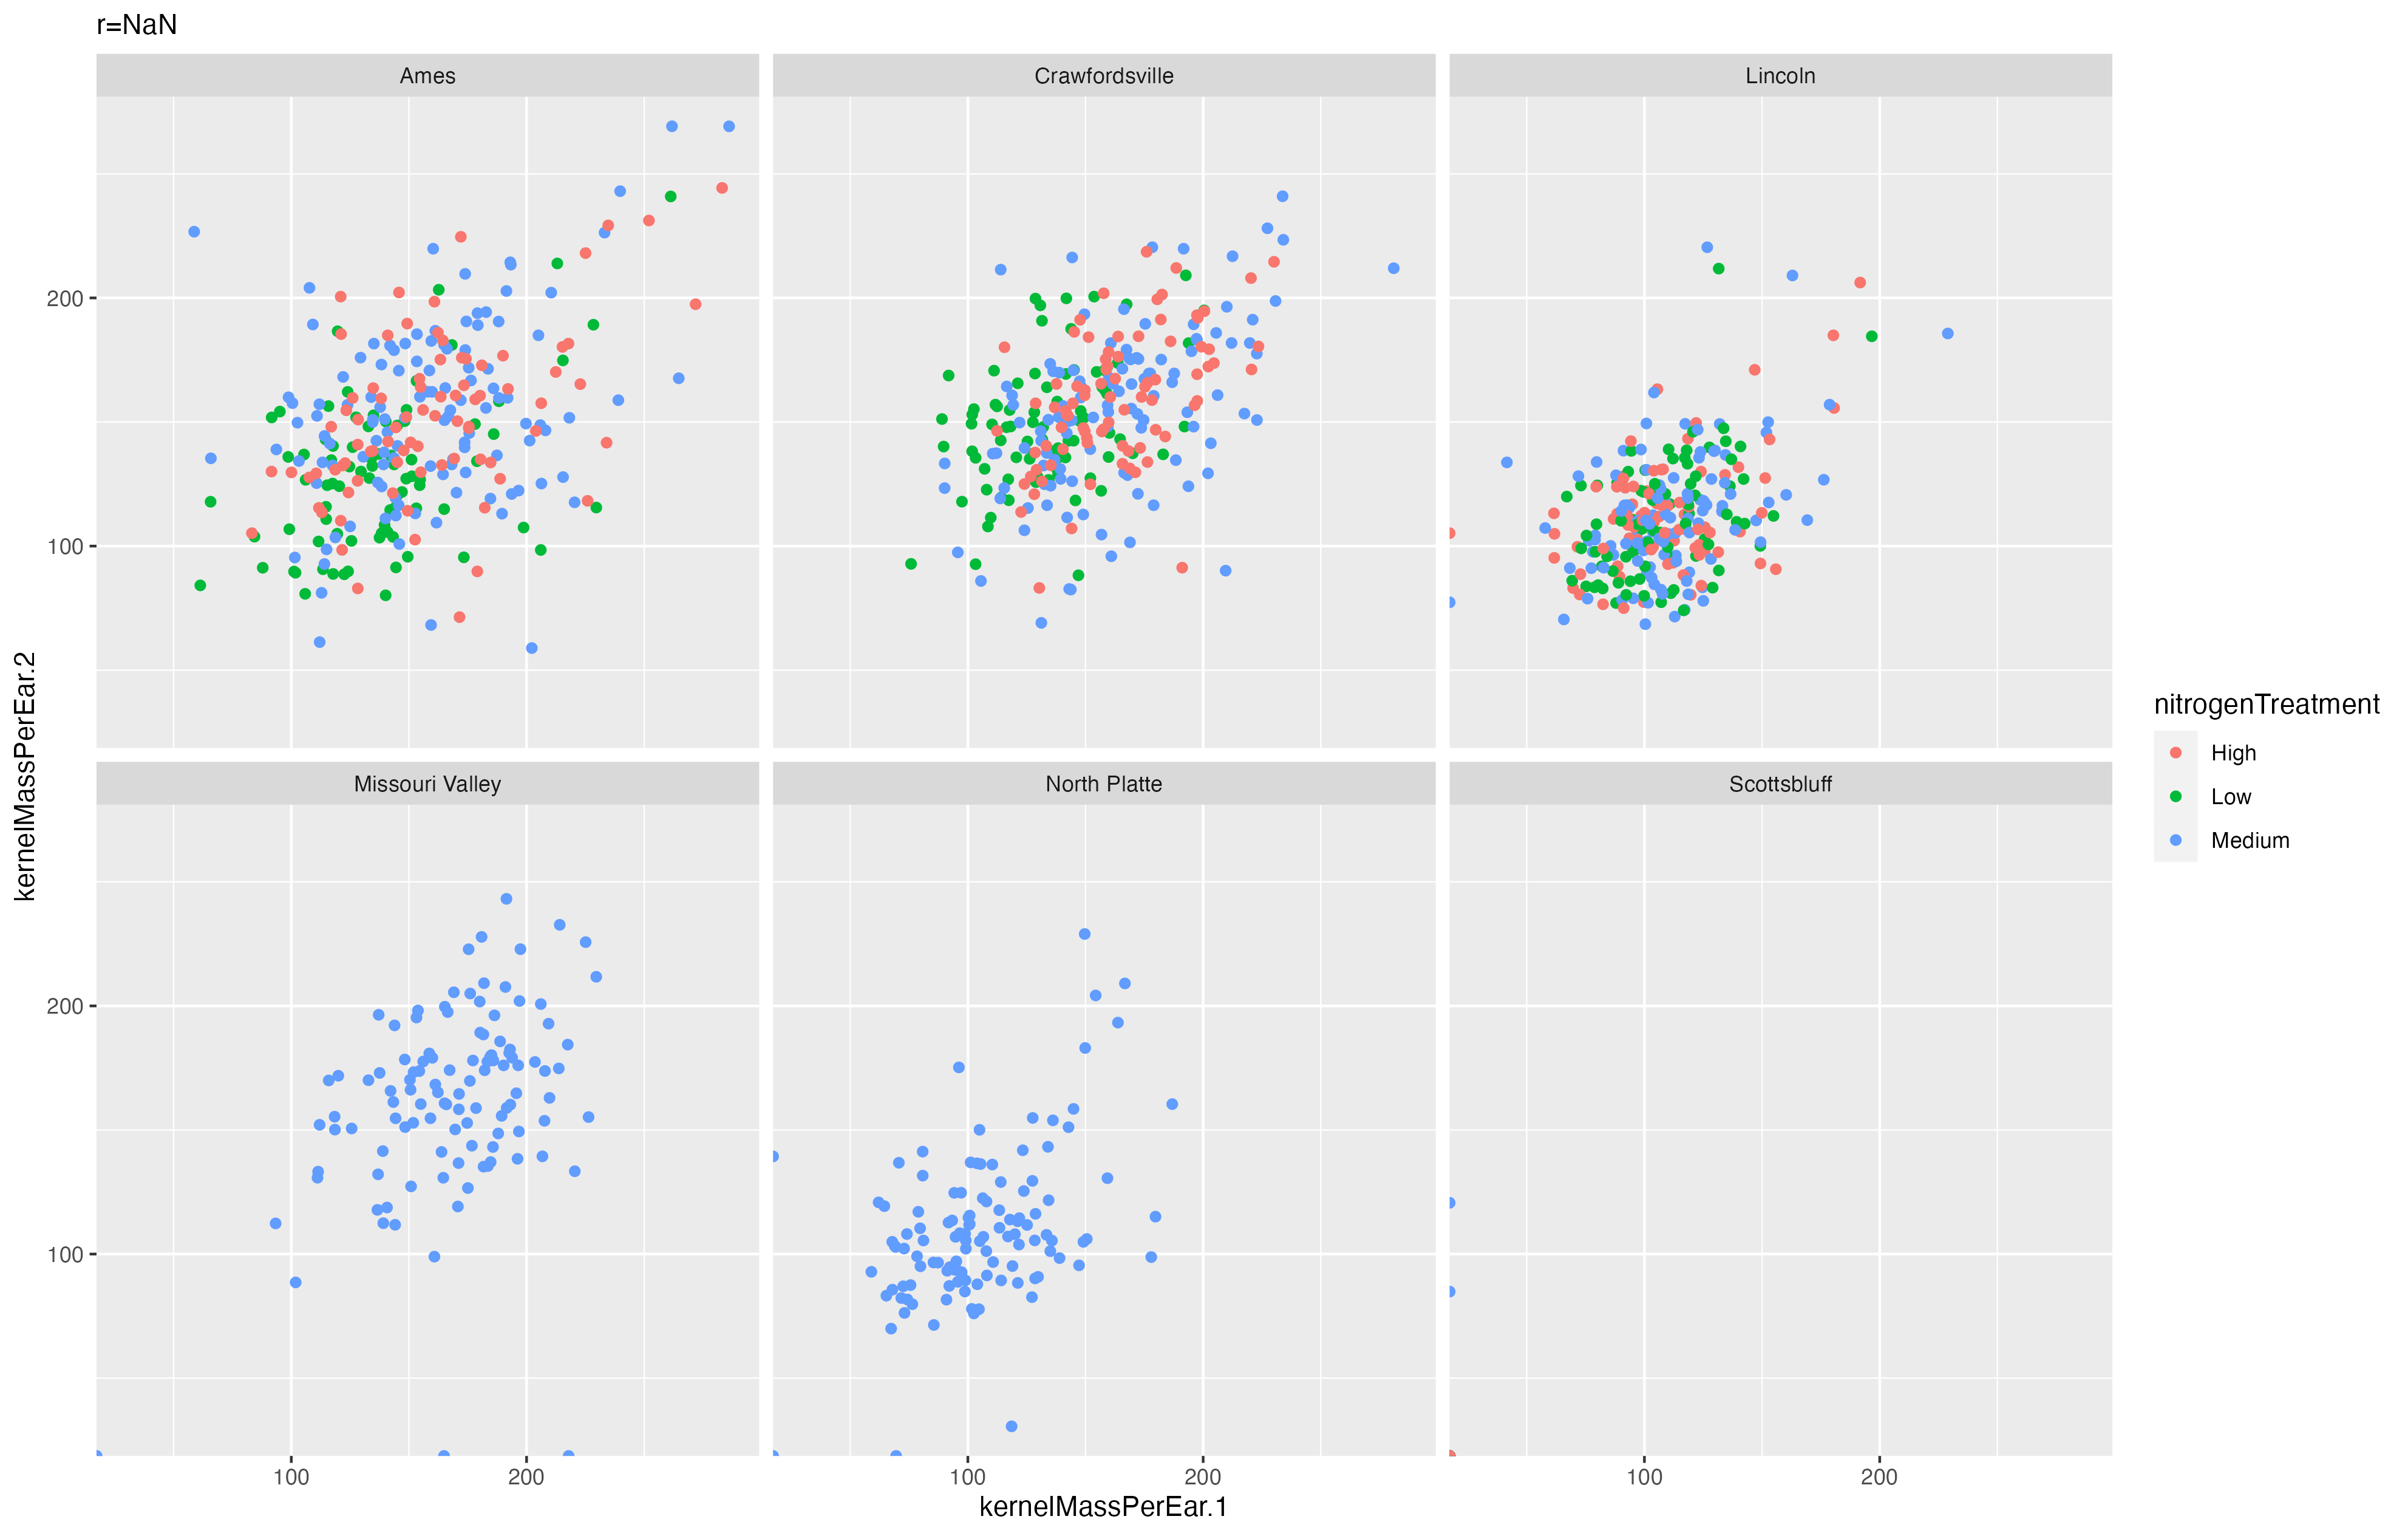 r=NaN
Ames
Crawfordsville
Lincoln
200
100
Missouri Valley
North Platte
Scottsbluff
200
100
kernelMassPerEar.2
100
200
100
200
100
200
kernelMassPerEar.1
nitrogenTreatment
High
Low
Medium